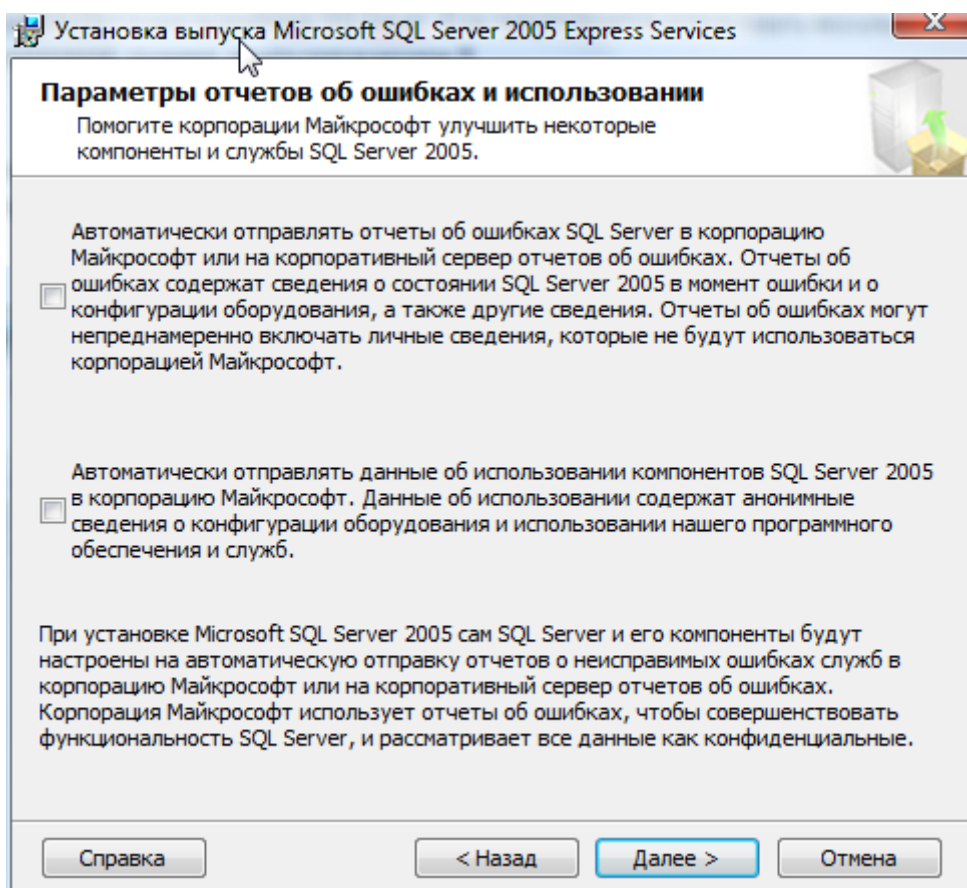 Установка выпуска Microsoft SQL Server 2005 Express Services
Параметры отчетов об ошибках и использовании
Помогите корпорации Майкрософт улучшить некоторые
компоненты и службы SQL Server 2005.
Автоматически отправлять отчеты об ошибках SQL Server в корпорацию
Майкрософт или на корпоративный сервер отчетов об ошибках. Отчеты об
ошибках содержат сведения о состоянии SQL Server 2005 в момент ошибки и о
конфигурации оборудования, а также другие сведения. Отчеты об ошибках могут
непреднамеренно включать личные сведения, которые не будут использоваться
корпорацией Майкрософт.
Автоматически отправлять данные об использовании компонентов SQL Server 2005
в корпорацию Майкрософт. Данные об использовании содержат анонимные
сведения о конфигурации оборудования и использовании нашего программного
обеспечения и служб.
При установке Microsoft SQL Server 2005 сам SQL Server и его компоненты будут
настроены на автоматическую отправку отчетов о неисправимых ошибках служб в
корпорацию Майкрософт или на корпоративный сервер отчетов об ошибках.
Корпорация Майкрософт использует отчеты об ошибках, чтобы совершенствовать
функциональность SQL Server, и рассматривает все данные как конфиденциальные.
Справка
< Назад
Далее >
Отмена